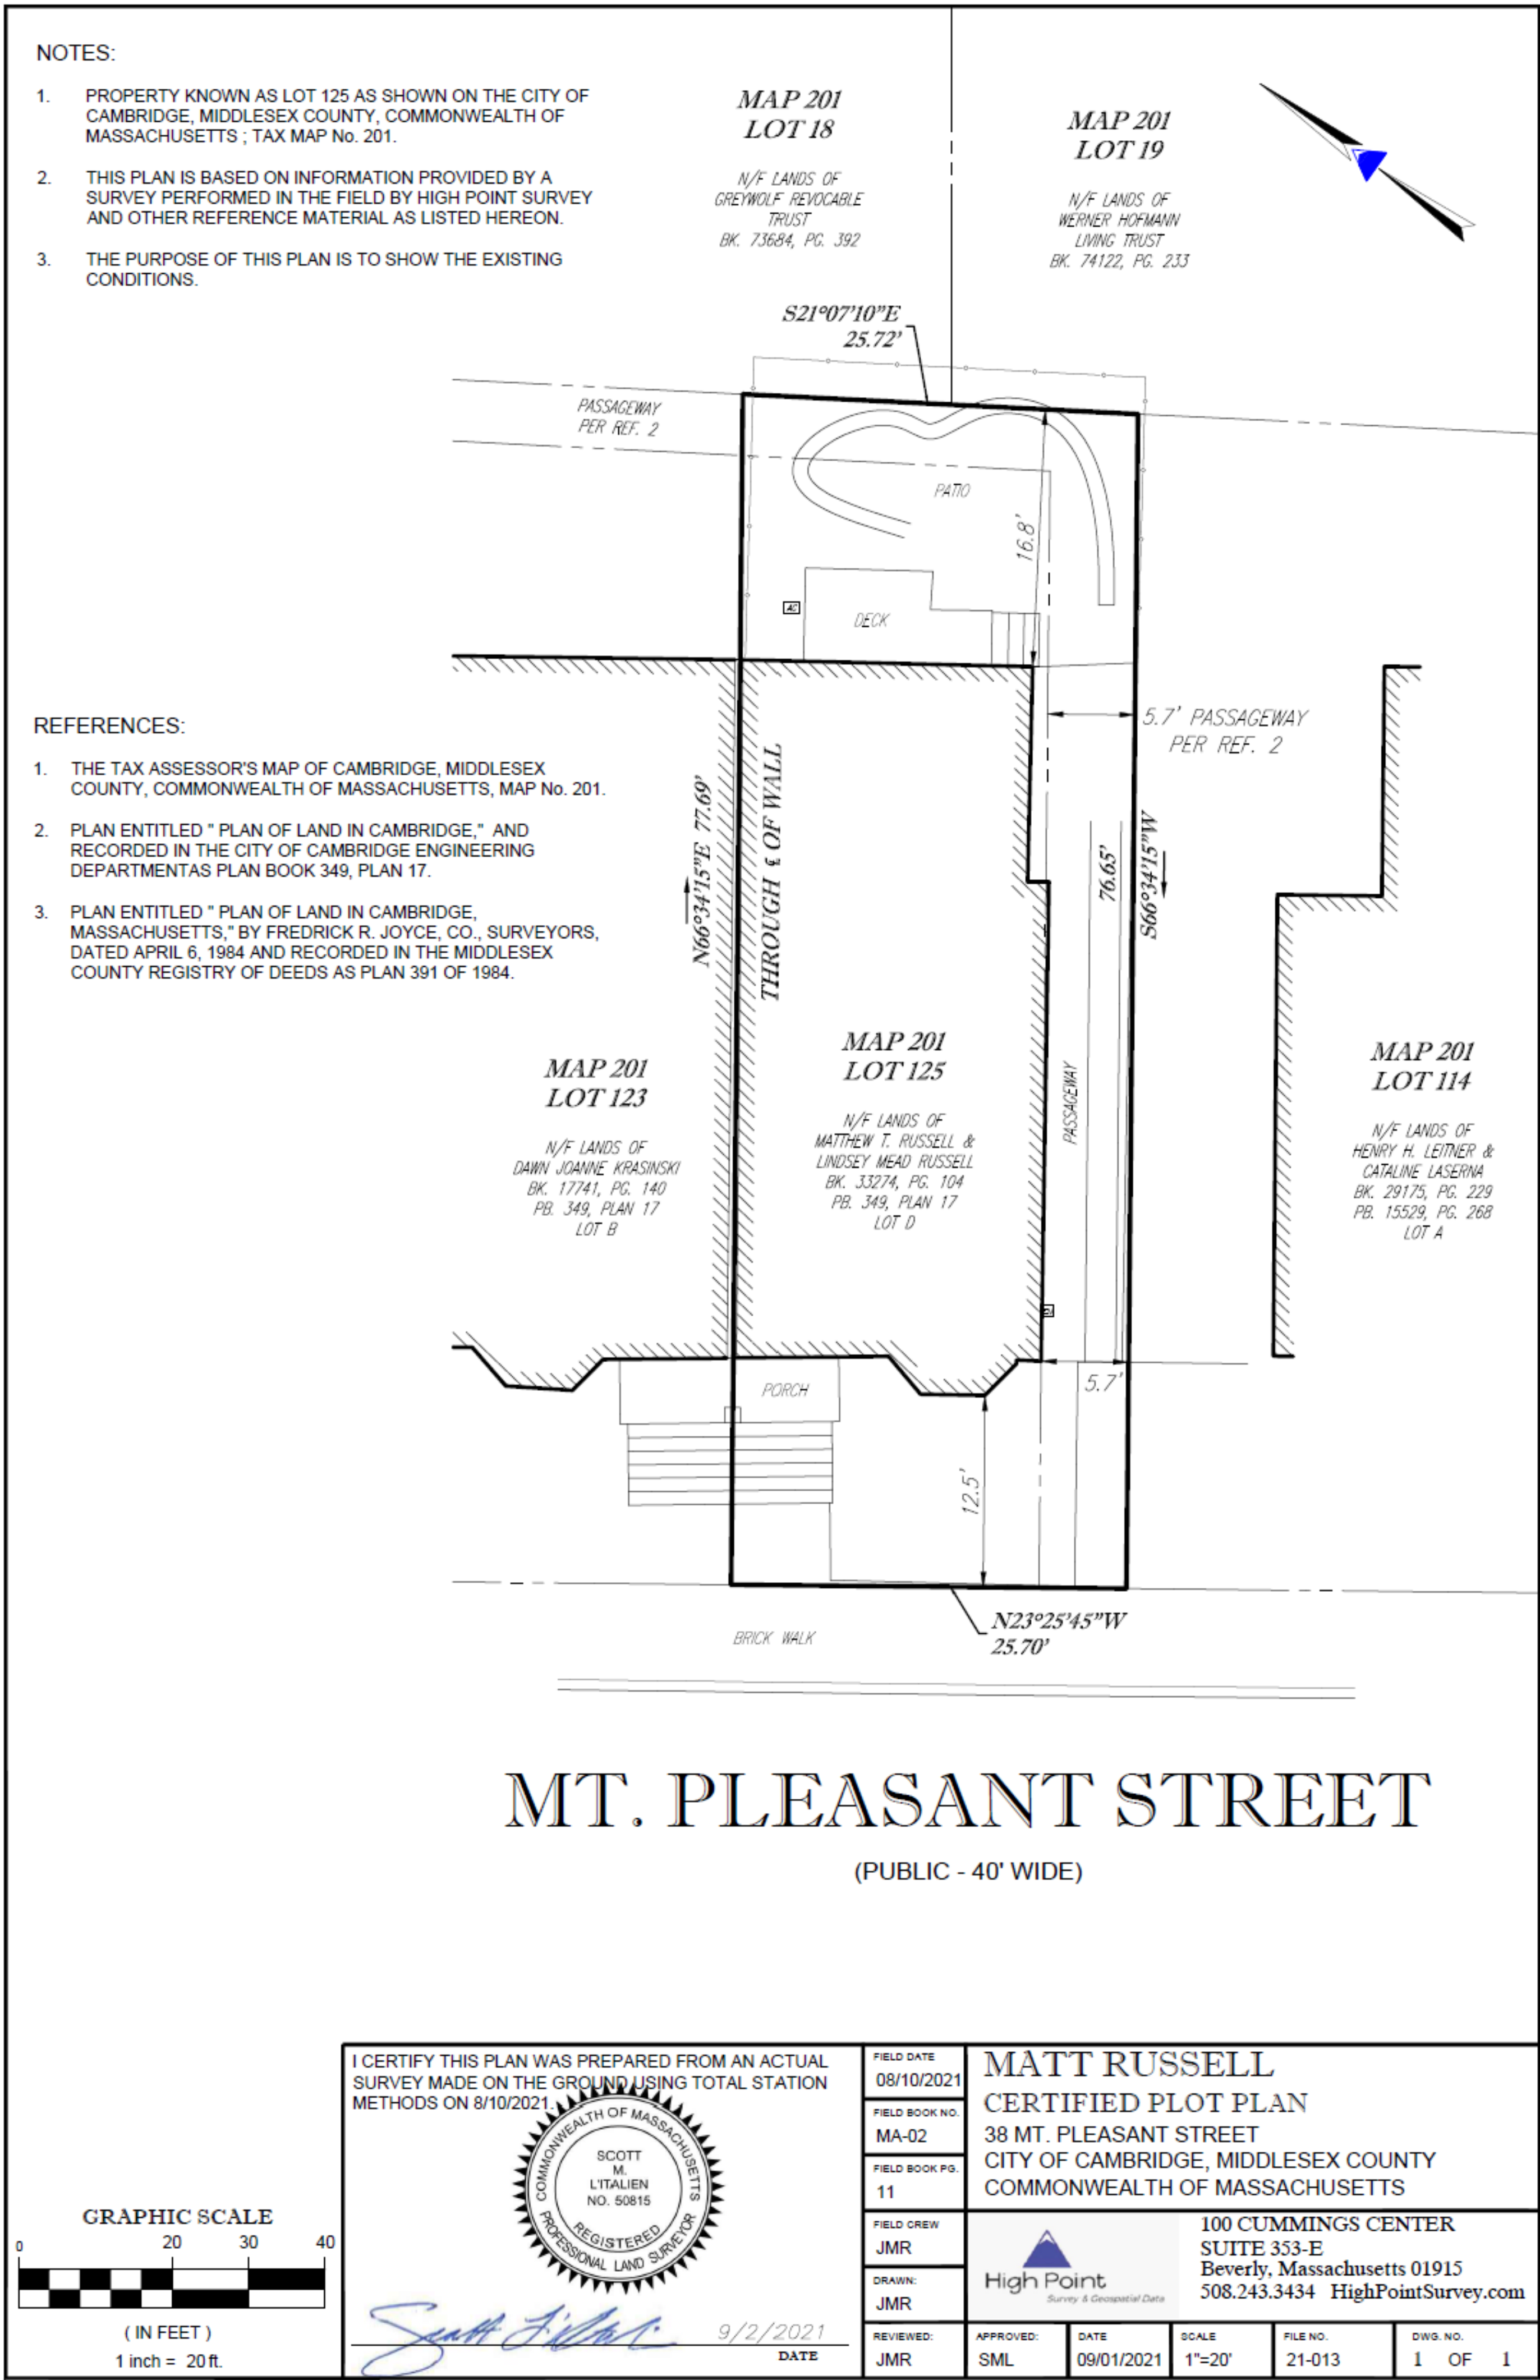 NOTES:
1. PROPERTY KNOWN AS LOT 125 AS SHOWN ON THE CITY OF
CAMBRIDGE, MIDDLESEX COUNTY, COMMONWEALTH OF
MASSACHUSETTS ; TAX MAP No. 201.
2. THIS PLAN IS BASED ON INFORMATION PROVIDED BY A
SURVEY PERFORMED IN THE FIELD BY HIGH POINT SURVEY
AND OTHER REFERENCE MATERIAL AS LISTED HEREON.
3. THE PURPOSE OF THIS PLAN IS TO SHOW THE EXISTING
CONDITIONS.
MAP 201
LOT 18
N/F LANDS OF
GREYWOLF REVOCABLE
TRUST
BK. 73684, PG. 392
MAP 201
LOT 19
N/F LANDS OF
WERNER HOFMANN
LIVING TRUST
BK. 74122, PG. 233
S21°07'10"E
25.72'
PASSAGEWAY
PER REF. 2
PATIO
16.8'
AC
DECK
5.7' PASSAGEWAY
PER REF. 2
REFERENCES:
1. THE TAX ASSESSOR'S MAP OF CAMBRIDGE, MIDDLESEX
COUNTY, COMMONWEALTH OF MASSACHUSETTS, MAP No. 201.
2. PLAN ENTITLED " PLAN OF LAND IN CAMBRIDGE," AND
RECORDED IN THE CITY OF CAMBRIDGE ENGINEERING
DEPARTMENTAS PLAN BOOK 349, PLAN 17.
3. PLAN ENTITLED " PLAN OF LAND IN CAMBRIDGE,
MASSACHUSETTS," BY FREDRICK R. JOYCE, CO., SURVEYORS,
DATED APRIL 6, 1984 AND RECORDED IN THE MIDDLESEX
COUNTY REGISTRY OF DEEDS AS PLAN 391 OF 1984.
N66°34'15"E 77.69'
THROUGH ℄ OF WALL
76.65'
S66°34'15"W
MAP 201
LOT 123
N/F LANDS OF
DAWN JOANNE KRASINSKI
BK. 17741, PG. 140
PB. 349, PLAN 17
LOT B
MAP 201
LOT 125
N/F LANDS OF
MATTHEW T. RUSSELL &
LINDSEY MEAD RUSSELL
BK. 33274, PG. 104
PB. 349, PLAN 17
LOT D
PASSAGEWAY
MAP 201
LOT 114
N/F LANDS OF
HENRY H. LEITNER &
CATALINE LASERNA
BK. 29175, PG. 229
PB. 15529, PG. 268
LOT A
PORCH
5.7'
12.5'
N23°25'45"W
25.70'
BRICK WALK
MT. PLEASANT STREET
(PUBLIC - 40' WIDE)
I CERTIFY THIS PLAN WAS PREPARED FROM AN ACTUAL
SURVEY MADE ON THE GROUND USING TOTAL STATION
METHODS ON 8/10/2021.
COMMONWEALTH OF MASSACHUSETTS
SCOTT
M.
L'ITALIEN
NO. 50815
REGISTERED
PROFESSIONAL LAND SURVEYOR
9/2/2021
DATE
GRAPHIC SCALE
0 20 30 40
( IN FEET )
1 inch = 20 ft.
FIELD DATE
08/10/2021
FIELD BOOK NO.
MA-02
FIELD BOOK PG.
11
FIELD CREW
JMR
DRAWN:
JMR
REVIEWED:
JMR
MATT RUSSELL
CERTIFIED PLOT PLAN
38 MT. PLEASANT STREET
CITY OF CAMBRIDGE, MIDDLESEX COUNTY
COMMONWEALTH OF MASSACHUSETTS
High Point
Survey & Geospatial Data
100 CUMMINGS CENTER
SUITE 353-E
Beverly, Massachusetts 01915
508.243.3434 HighPointSurvey.com
APPROVED:
SML
DATE
09/01/2021
SCALE
1"=20'
FILE NO.
21-013
DWG. NO.
1 OF 1